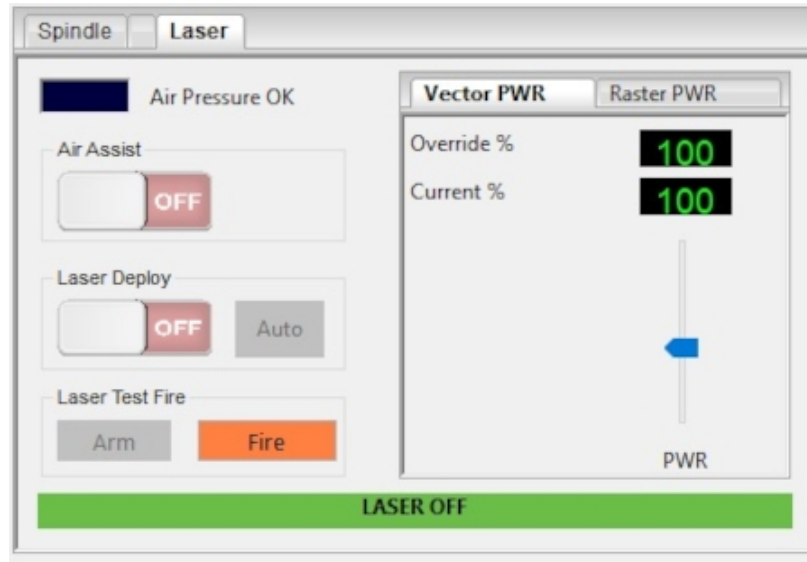 Spindle
Laser
Air Pressure OK
Air Assist
OFF
Laser Deploy
OFF
Auto
Laser Test Fire
Arm
Fire
Vector PWR
Raster PWR
Override %
100
Current %
100
PWR
LASER OFF